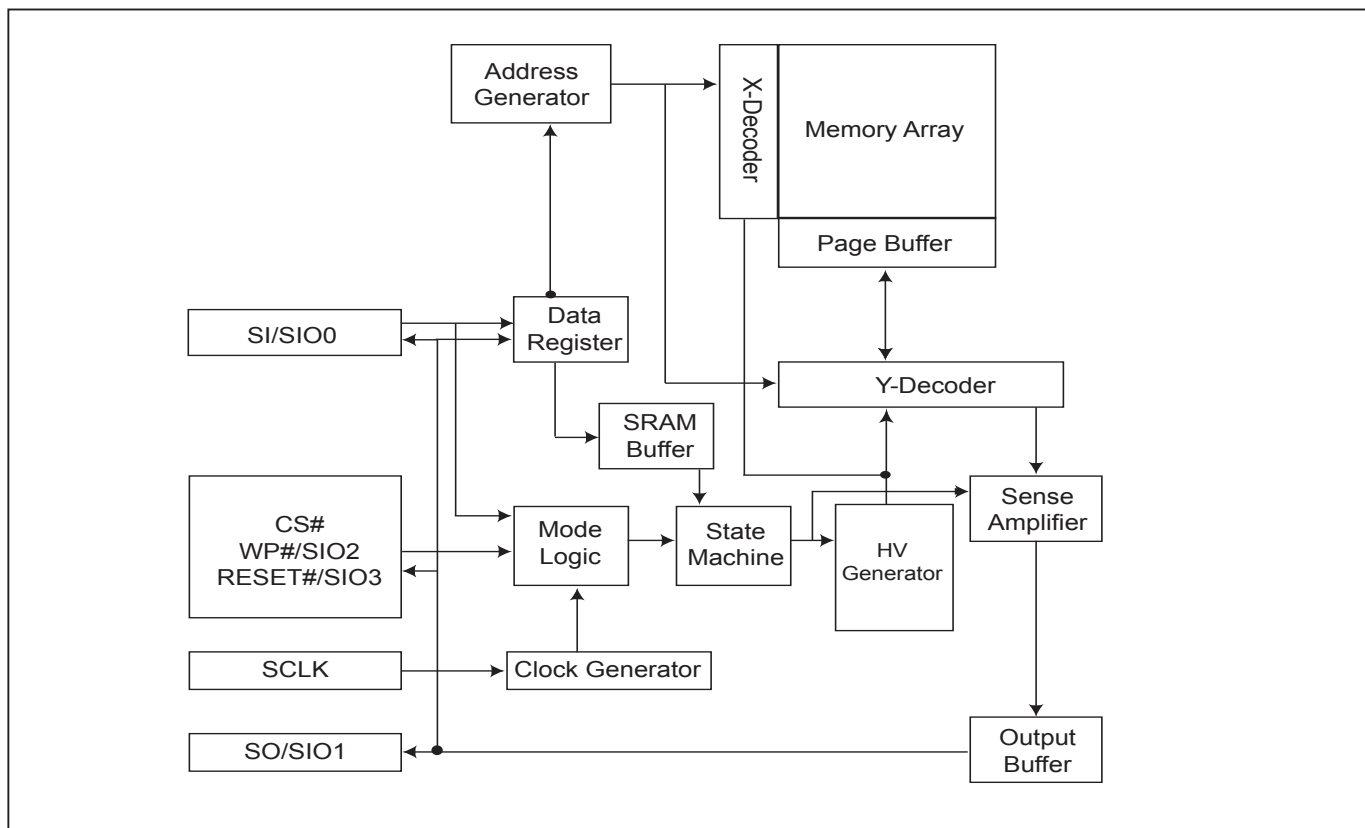 Address
Generator
X-Decoder
Memory Array
Page Buffer
SI/SIO0
Data
Register
Y-Decoder
SRAM
Buffer
CS#
WP#/SIO2
RESET#/SIO3
Mode
Logic
State
Machine
HV
Generator
Sense
Amplifier
SCLK
Clock Generator
SO/SIO1
Output
Buffer